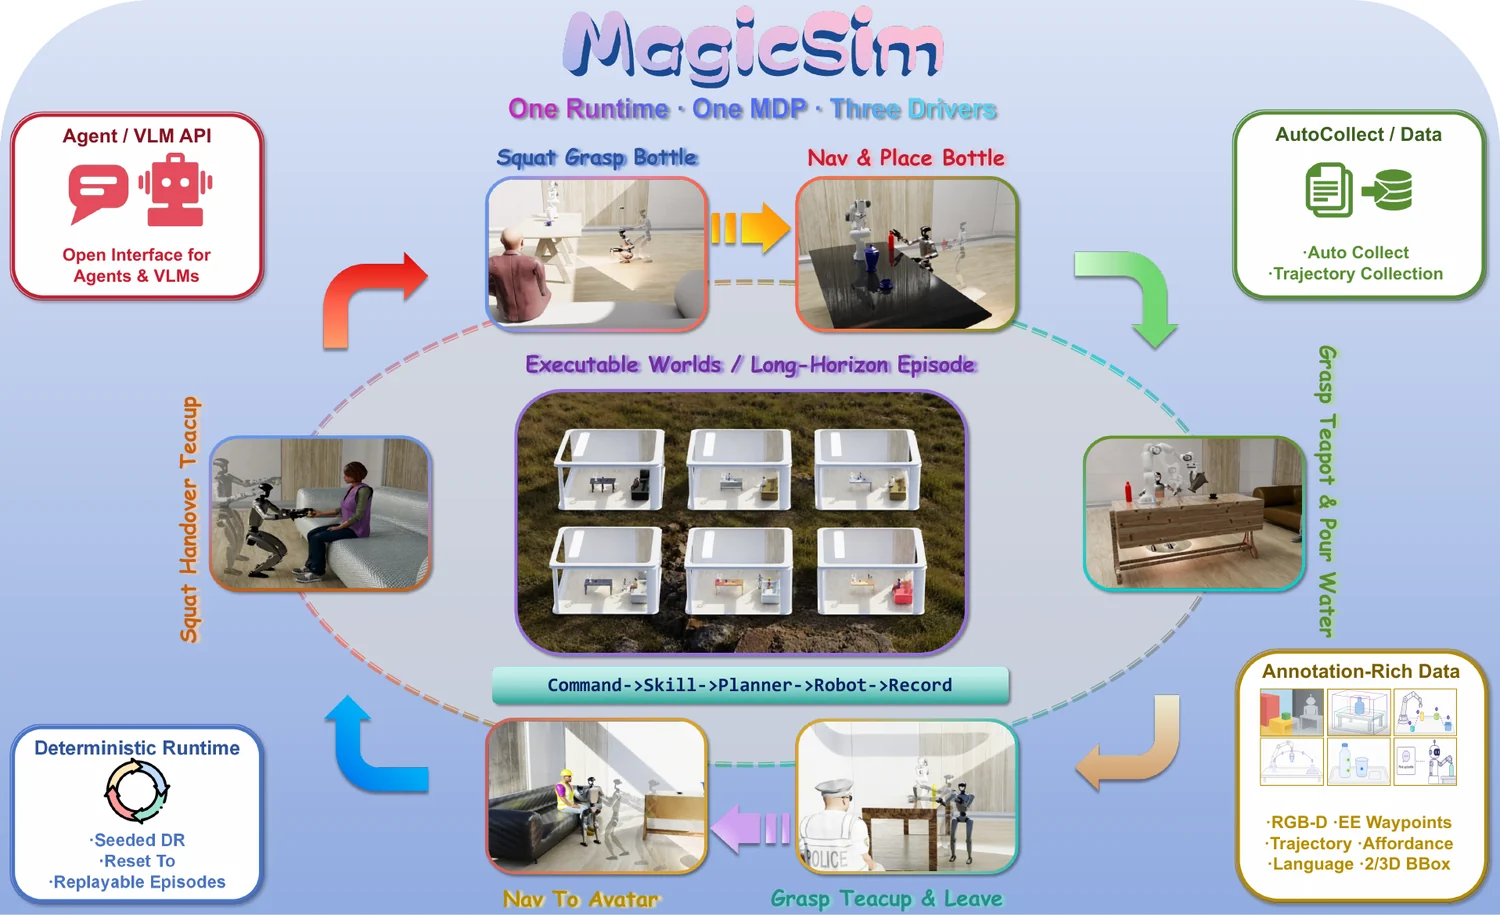 MagicSim
One Runtime · One MDP · Three Drivers
Agent / VLM API
Open Interface for
Agents & VLMs
Squat Grasp Bottle
Nav & Place Bottle
AutoCollect / Data
·Auto Collect
·Trajectory Collection
Executable Worlds / Long-Horizon Episode
Squat Handover Teacup
Grasp Teapot & Pour Water
Command->Skill->Planner->Robot->Record
Deterministic Runtime
·Seeded DR
·Reset To
·Replayable Episodes
POLICE
Nav To Avatar
Grasp Teacup & Leave
Annotation-Rich Data
·RGB-D ·EE Waypoints
·Trajectory ·Affordance
·Language ·2/3D BBox